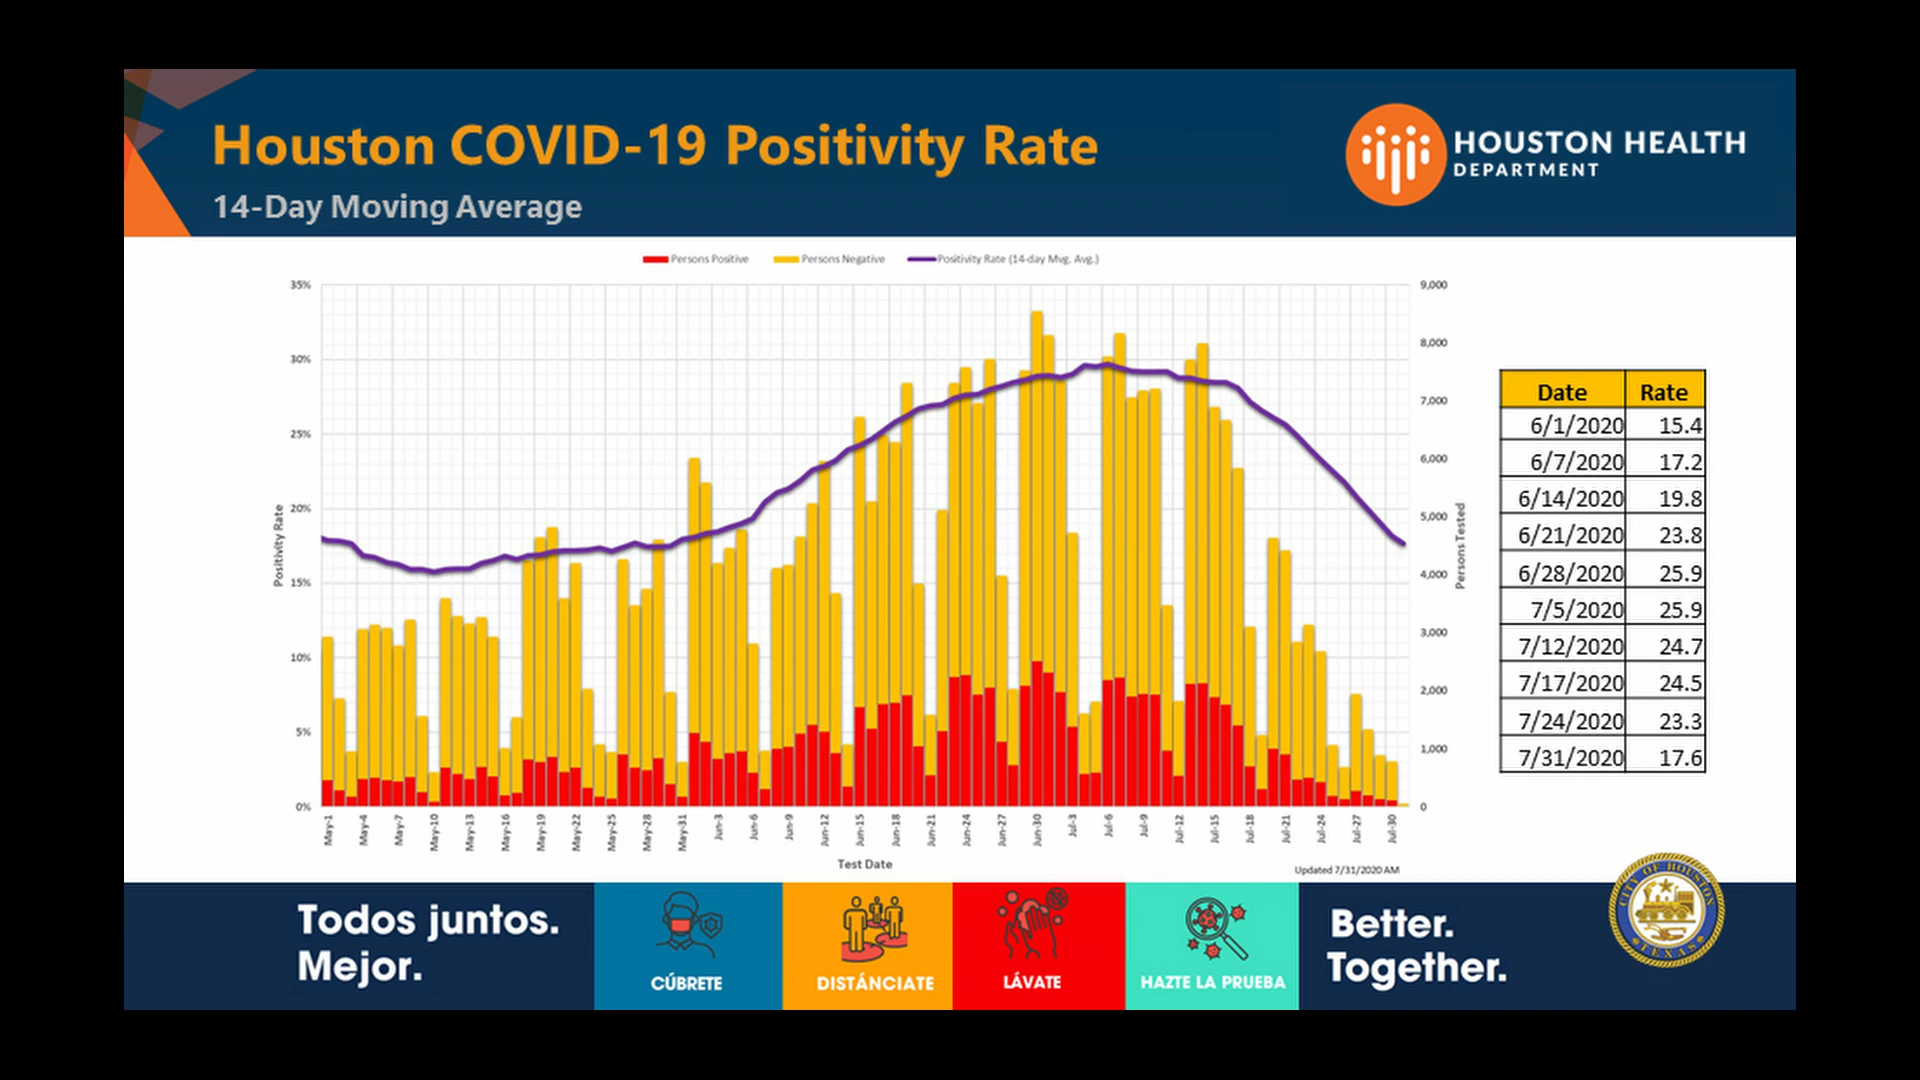 Houston COVID-19 Positivity Rate
14-Day Moving Average
HOUSTON HEALTH
DEPARTMENT
Persons Positive
Persons Negative
Positivity Rate (14-day Mvg. Avg.)
35%
30%
25%
20%
15%
10%
5%
0%
Positivity Rate
9,000
8,000
7,000
6,000
5,000
4,000
3,000
2,000
1,000
0
Persons Tested
May-1
May-4
May-7
May-10
May-13
May-16
May-19
May-22
May-25
May-28
May-31
Jun-3
Jun-6
Jun-9
Jun-12
Jun-15
Jun-18
Jun-21
Jun-24
Jun-27
Jun-30
Jul-3
Jul-6
Jul-9
Jul-12
Jul-15
Jul-18
Jul-21
Jul-24
Jul-27
Jul-30
Test Date
Updated 7/31/2020 AM
Date Rate
6/1/2020 15.4
6/7/2020 17.2
6/14/2020 19.8
6/21/2020 23.8
6/28/2020 25.9
7/5/2020 25.9
7/12/2020 24.7
7/17/2020 24.5
7/24/2020 23.3
7/31/2020 17.6
Todos juntos.
Mejor.
CÚBRETE
DISTÁNCIATE
LÁVATE
HAZTE LA PRUEBA
Better.
Together.
CITY OF HOUSTON
TEXAS